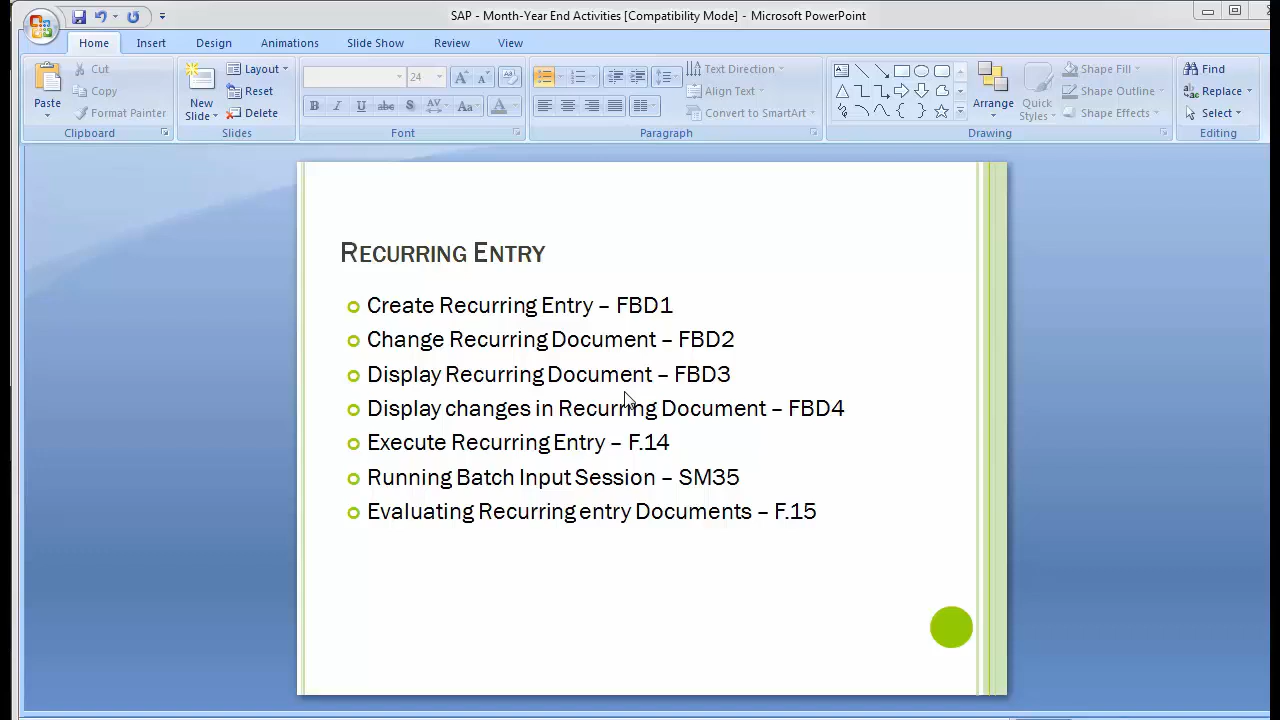 SAP - Month-Year End Activities [Compatibility Mode] - Microsoft PowerPoint
Home Insert Design Animations Slide Show Review View
Paste
Cut
Copy
Format Painter
Clipboard
New Slide
Layout
Reset
Delete
Slides
24
B I U abc S AV Aa A
Font
Text Direction
Align Text
Convert to SmartArt
Paragraph
Arrange
Quick Styles
Shape Fill
Shape Outline
Shape Effects
Drawing
Find
Replace
Select
Editing
RECURRING ENTRY
Create Recurring Entry – FBD1
Change Recurring Document – FBD2
Display Recurring Document – FBD3
Display changes in Recurring Document – FBD4
Execute Recurring Entry – F.14
Running Batch Input Session – SM35
Evaluating Recurring entry Documents – F.15